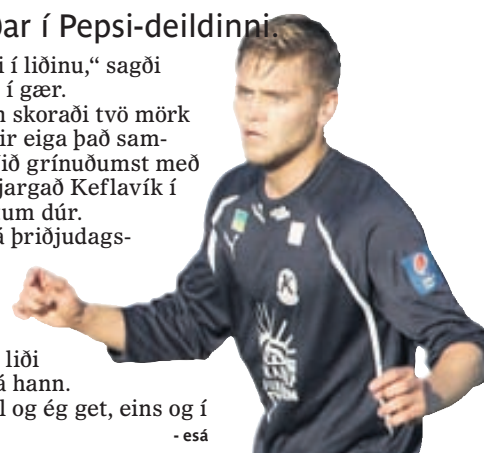 ar í Pepsi-deildinni.
i í liðinu,“ sagði
í gær.
skoraði tvö mörk
ir eiga það sam-
ið grínuðumst með
jargað Keflavík í
um dúr.
á þriðjudags-
liði
á hann.
l og ég get, eins og í
- esá
K